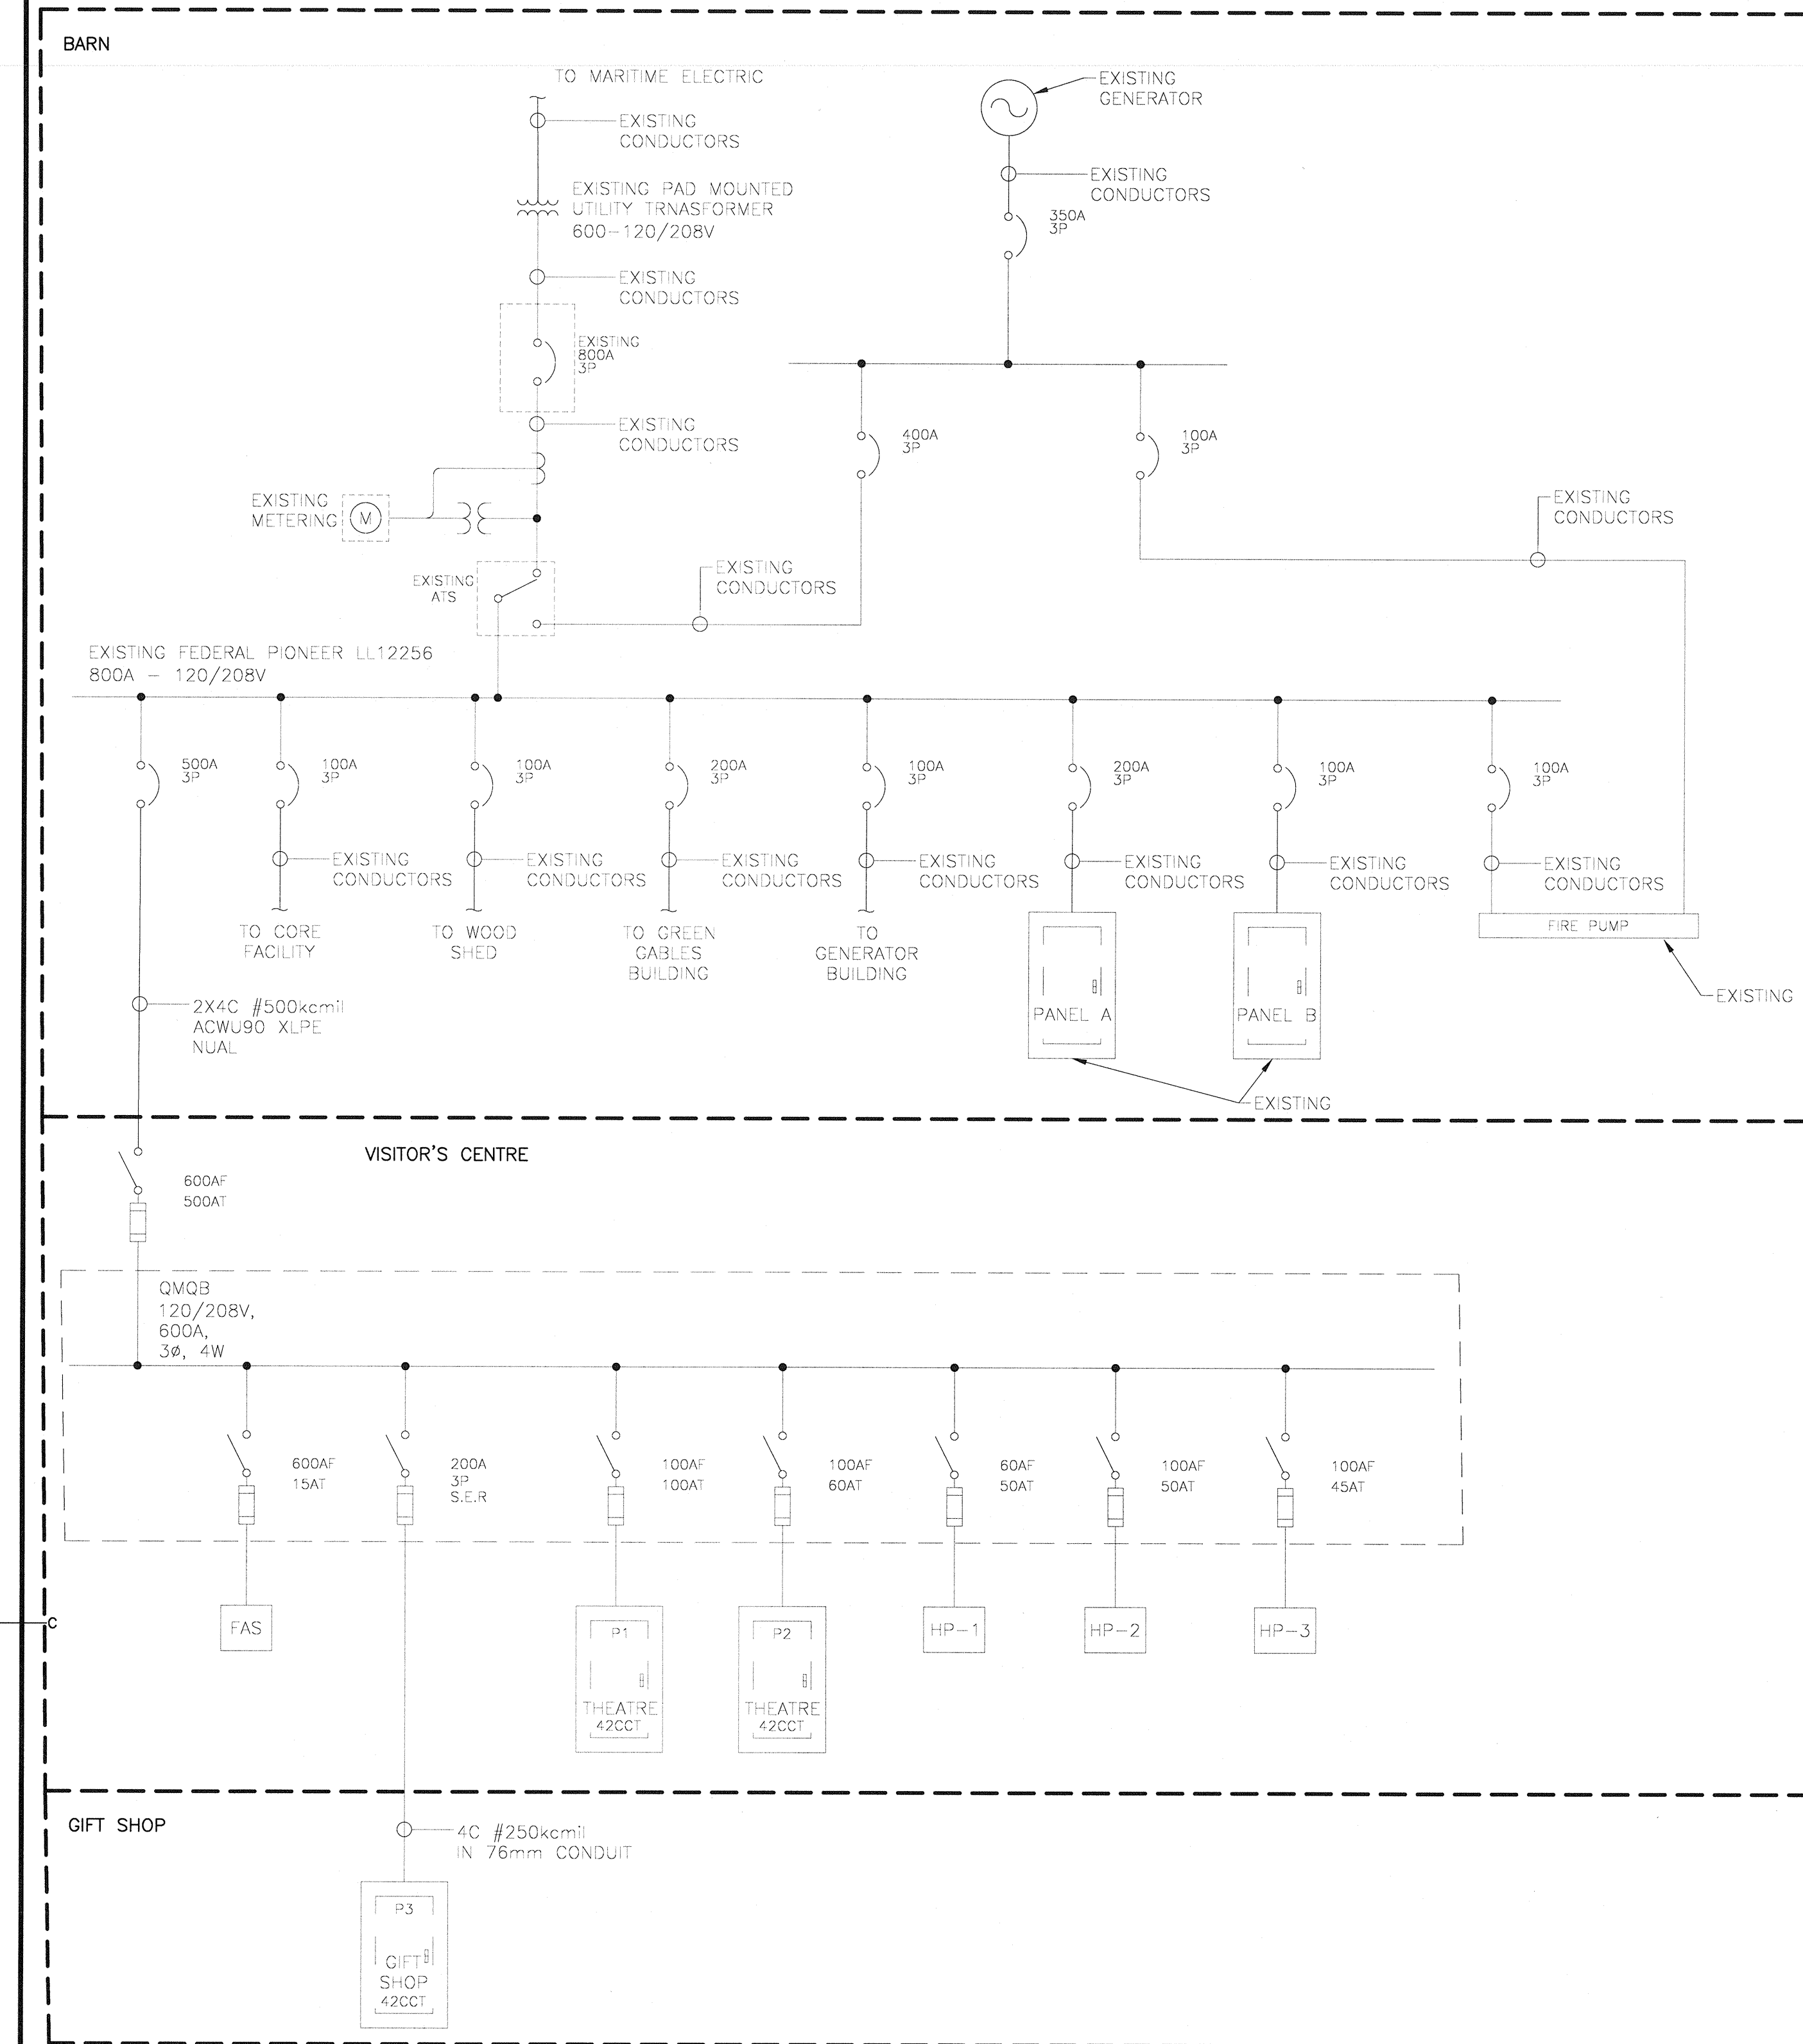 BARN
TO MARITIME ELECTRIC
EXISTING
CONDUCTORS
EXISTING PAD MOUNTED
UTILITY TRNASFORMER
600-120/208V
EXISTING
CONDUCTORS
EXISTING
800A
3P
EXISTING
CONDUCTORS
EXISTING
METERING
M
EXISTING
ATS
EXISTING
GENERATOR
EXISTING
CONDUCTORS
350A
3P
400A
3P
100A
3P
EXISTING
CONDUCTORS
EXISTING
CONDUCTORS
EXISTING FEDERAL PIONEER LL12256
800A - 120/208V
500A
3P
100A
3P
100A
3P
200A
3P
100A
3P
200A
3P
100A
3P
100A
3P
EXISTING
CONDUCTORS
EXISTING
CONDUCTORS
EXISTING
CONDUCTORS
EXISTING
CONDUCTORS
EXISTING
CONDUCTORS
EXISTING
CONDUCTORS
EXISTING
CONDUCTORS
TO CORE
FACILITY
TO WOOD
SHED
TO GREEN
GABLES
BUILDING
TO
GENERATOR
BUILDING
PANEL A
PANEL B
FIRE PUMP
EXISTING
EXISTING
2X4C #500kcmil
ACWU90 XLPE
NUAL
VISITOR'S CENTRE
600AF
500AT
QMQB
120/208V,
600A,
3ø, 4W
600AF
15AT
200A
3P
S.E.R
100AF
100AT
100AF
60AT
60AF
50AT
100AF
50AT
100AF
45AT
C
FAS
P1
THEATRE
42CCT
P2
THEATRE
42CCT
HP-1
HP-2
HP-3
GIFT SHOP
4C #250kcmil
IN 76mm CONDUIT
P3
GIFT
SHOP
42CCT